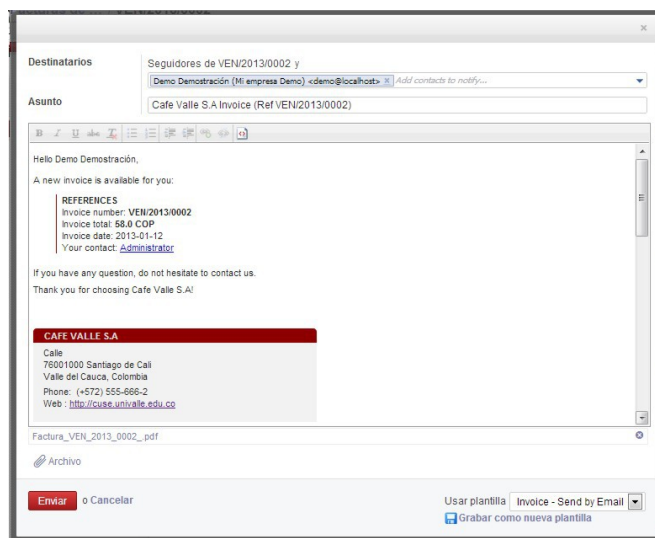 VEN/2013/0002
×
Destinatarios
Seguidores de VEN/2013/0002 y
Demo Demostración (Mi empresa Demo) <demo@localhost> × Add contacts to notify...
Asunto
Cafe Valle S.A Invoice (Ref VEN/2013/0002)
B I U abc Tx
Hello Demo Demostración,
A new invoice is available for you:
REFERENCES
Invoice number: VEN/2013/0002
Invoice total: 58.0 COP
Invoice date: 2013-01-12
Your contact: Administrator
If you have any question, do not hesitate to contact us.
Thank you for choosing Cafe Valle S.A!
CAFE VALLE S.A
Calle
76001000 Santiago de Cali
Valle del Cauca, Colombia
Phone: (+572) 555-666-2
Web : http://cuse.univalle.edu.co
Factura_VEN_2013_0002_.pdf
Archivo
Enviar o Cancelar
Usar plantilla Invoice - Send by Email
Grabar como nueva plantilla